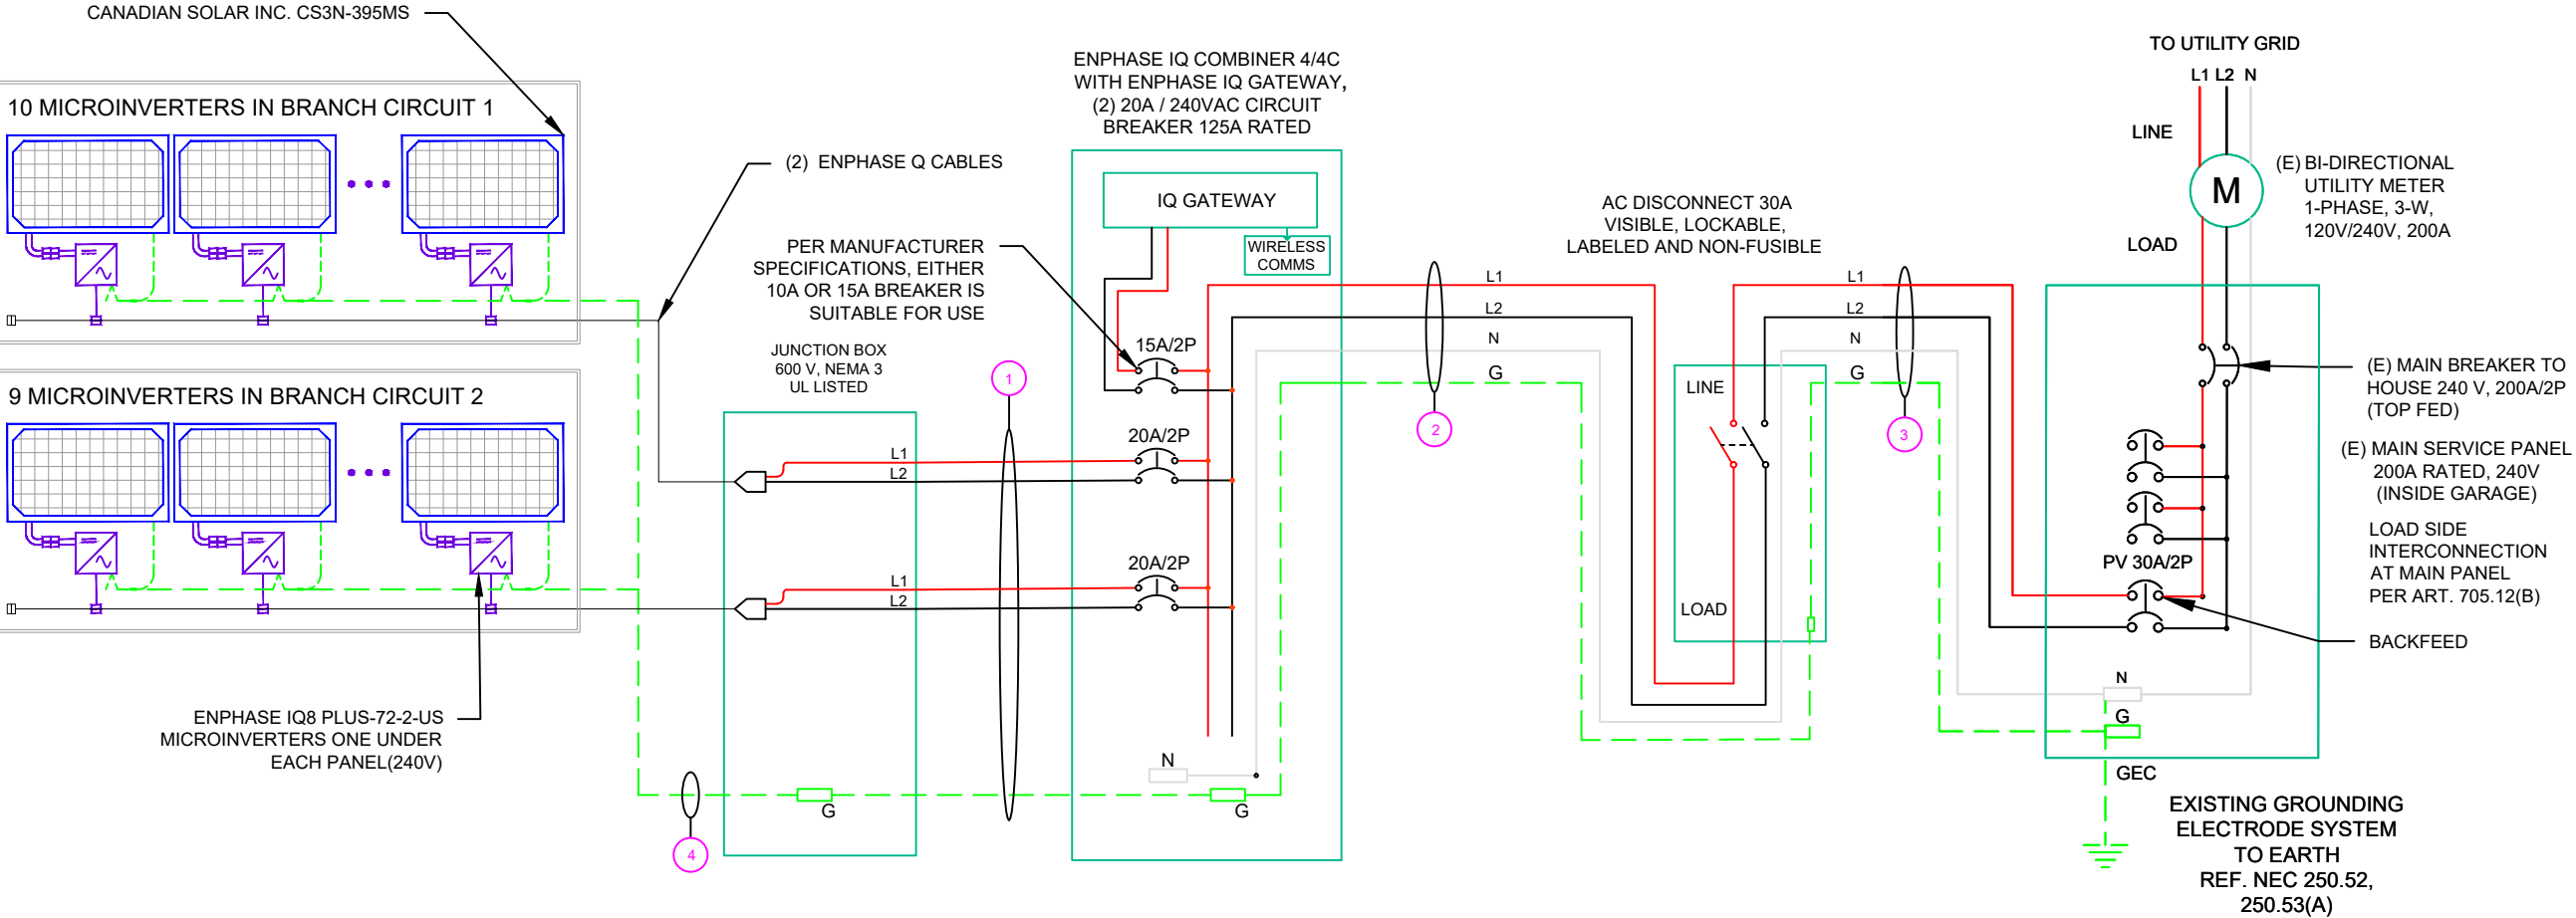 CANADIAN SOLAR INC. CS3N-395MS
10 MICROINVERTERS IN BRANCH CIRCUIT 1
9 MICROINVERTERS IN BRANCH CIRCUIT 2
ENPHASE IQ8 PLUS-72-2-US
MICROINVERTERS ONE UNDER
EACH PANEL(240V)
(2) ENPHASE Q CABLES
PER MANUFACTURER
SPECIFICATIONS, EITHER
10A OR 15A BREAKER IS
SUITABLE FOR USE
JUNCTION BOX
600 V, NEMA 3
UL LISTED
L1
L2
L1
L2
G
4
1
ENPHASE IQ COMBINER 4/4C
WITH ENPHASE IQ GATEWAY,
(2) 20A / 240VAC CIRCUIT
BREAKER 125A RATED
IQ GATEWAY
WIRELESS
COMMS
15A/2P
20A/2P
20A/2P
N
G
L1
L2
N
G
2
AC DISCONNECT 30A
VISIBLE, LOCKABLE,
LABELED AND NON-FUSIBLE
LINE
LOAD
L1
L2
N
G
3
TO UTILITY GRID
L1 L2 N
LINE
M
LOAD
(E) BI-DIRECTIONAL
UTILITY METER
1-PHASE, 3-W,
120V/240V, 200A
(E) MAIN BREAKER TO
HOUSE 240 V, 200A/2P
(TOP FED)
(E) MAIN SERVICE PANEL
200A RATED, 240V
(INSIDE GARAGE)
LOAD SIDE
INTERCONNECTION
AT MAIN PANEL
PER ART. 705.12(B)
PV 30A/2P
BACKFEED
N
G
GEC
EXISTING GROUNDING
ELECTRODE SYSTEM
TO EARTH
REF. NEC 250.52,
250.53(A)